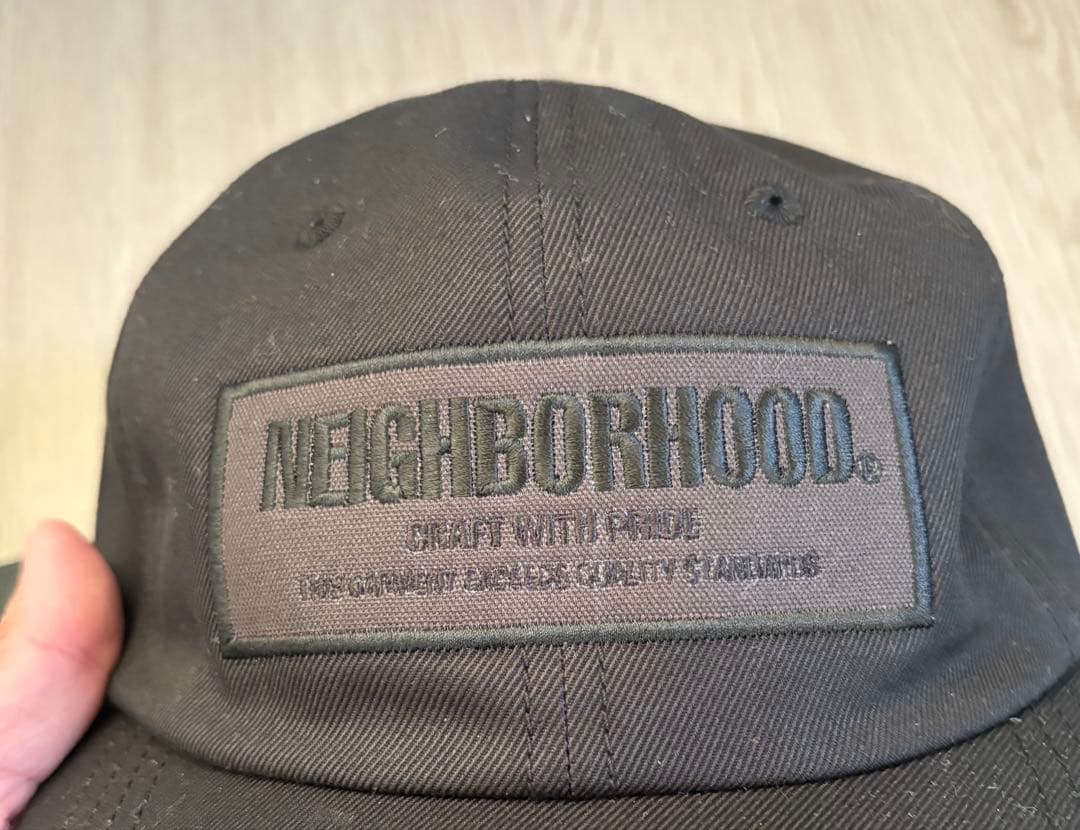 NEIGHBORHOOD®
CRAFT WITH PRIDE
THIS GARMENT EXCEEDS QUALITY STANDARDS